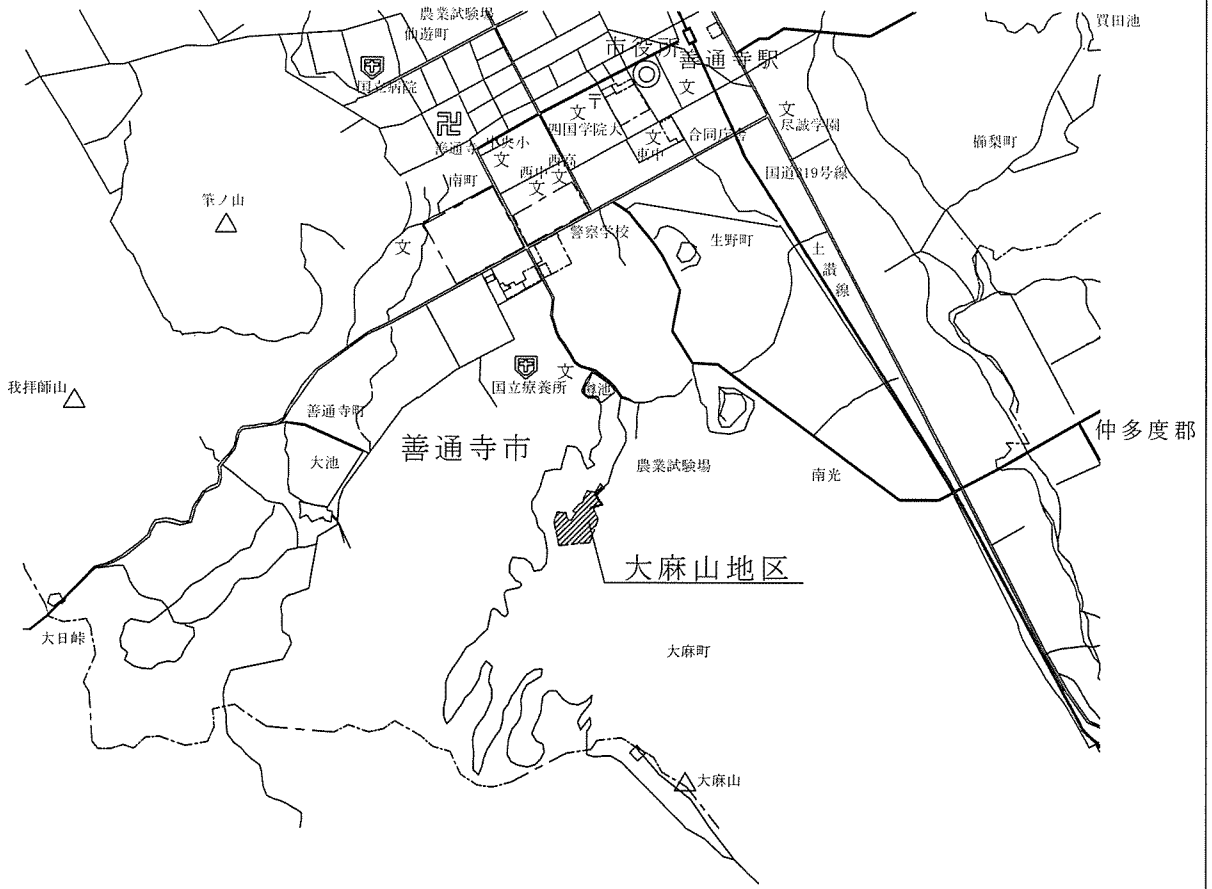 農業試験場
仙遊町
買田池
市役所
善通寺駅
国立病院
文
文
文
四国学院大
文
尽誠学園
合同庁舎
善通寺
中央小
東中
櫛梨町
文
西高
西中
文
文
国道319号線
南町
筆ノ山
文
警察学校
生野町
土
讃
線
国立療養所
文
我拝師山
善通寺町
善通寺市
仲多度郡
大池
農業試験場
南光
大麻山地区
大日峠
大麻町
大麻山